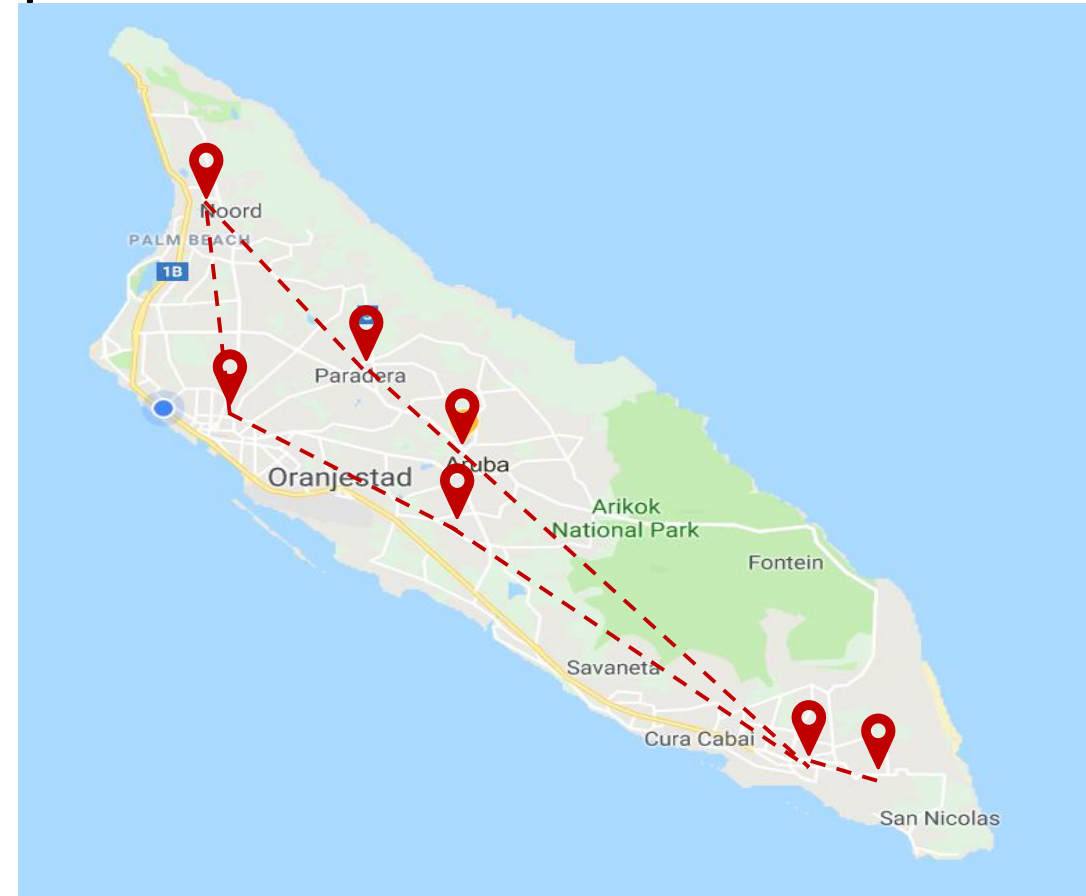 Noord
PALM BEACH
1B
Paradera
Aruba
Oranjestad
Arikok
National Park
Fontein
Savaneta
Cura Cabai
San Nicolas